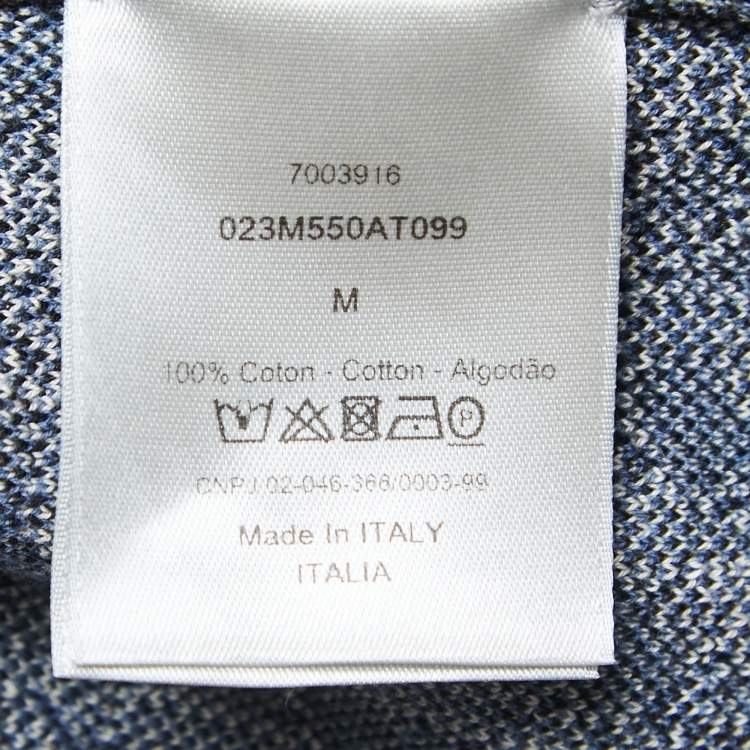 7003916
023M550AT099
M
100% Coton - Cotton - Algodão
P
CNPJ 02-046-366/0003-99
Made In ITALY
ITALIA